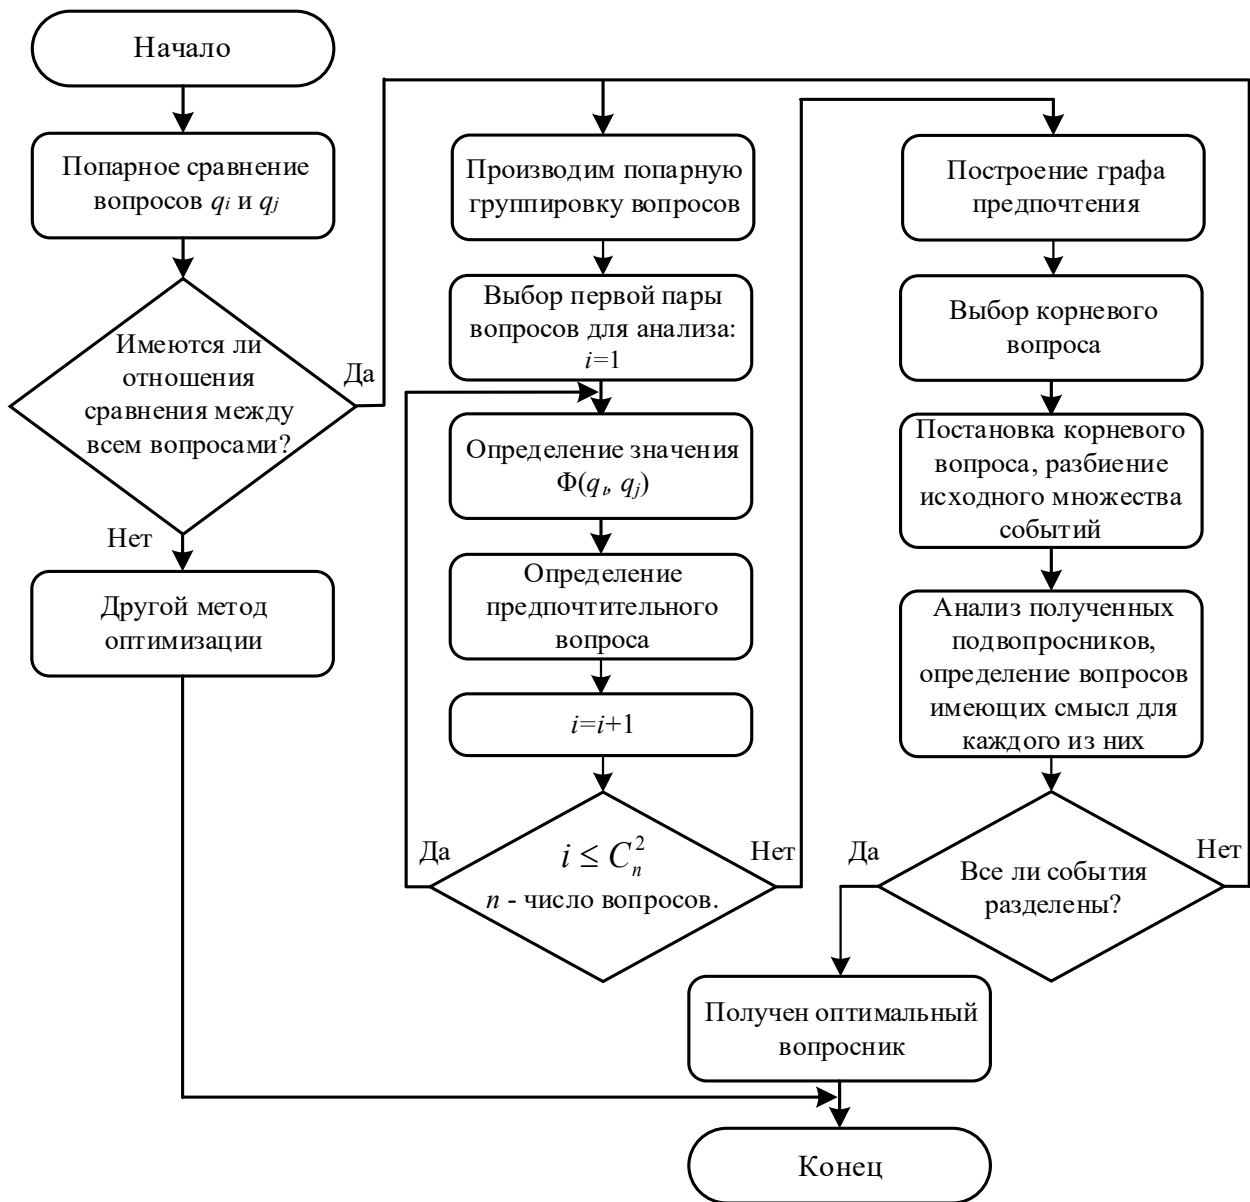 Начало
Попарное сравнение
вопросов qi и qj
Имеются ли
отношения
сравнения между
всем вопросами?
Да
Нет
Другой метод
оптимизации
Производим попарную
группировку вопросов
Выбор первой пары
вопросов для анализа:
i=1
Определение значения
Φ(qi, qj)
Определение
предпочтительного
вопроса
i=i+1
Да
i ≤ C_n^2
n - число вопросов.
Нет
Построение графа
предпочтения
Выбор корневого
вопроса
Постановка корневого
вопроса, разбиение
исходного множества
событий
Анализ полученных
подвопросников,
определение вопросов
имеющих смысл для
каждого из них
Да
Все ли события
разделены?
Нет
Получен оптимальный
вопросник
Конец